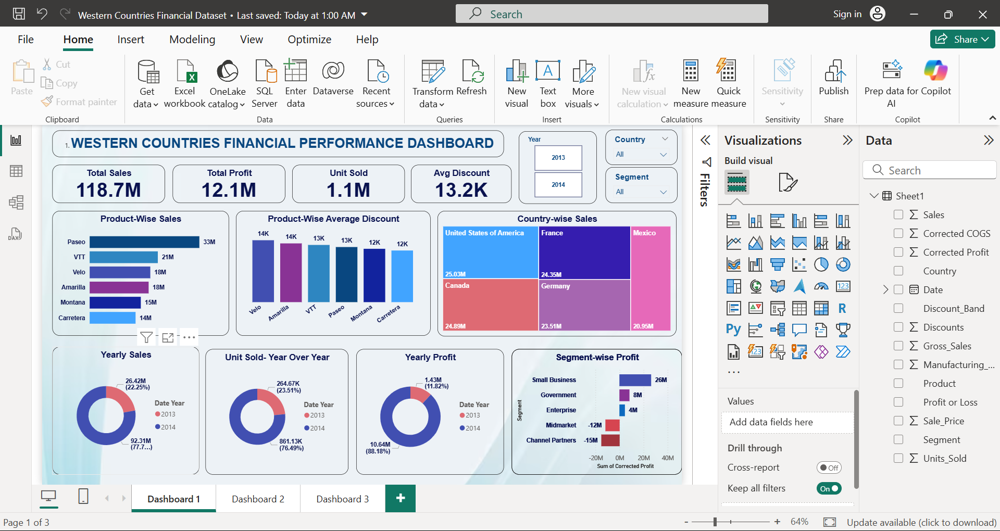 Western Countries Financial Dataset • Last saved: Today at 1:00 AM
Search
Sign in
File
Home
Insert
Modeling
View
Optimize
Help
Share
Paste
Cut
Copy
Format painter
Clipboard
Get data
Excel workbook
OneLake catalog
SQL Server
Enter data
Dataverse
Recent sources
Data
Transform data
Refresh
Queries
New visual
Text box
More visuals
Insert
New visual calculation
New measure
Quick measure
Calculations
Sensitivity
Sensitivity
Publish
Share
Prep data for AI
Copilot
Copilot
1. WESTERN COUNTRIES FINANCIAL PERFORMANCE DASHBOARD
Year
2013
2014
Country
All
Segment
All
Total Sales
118.7M
Total Profit
12.1M
Unit Sold
1.1M
Avg Discount
13.2K
Product-Wise Sales
Paseo 33M
VTT 21M
Velo 18M
Amarilla 18M
Montana 15M
Carretera 14M
Product-Wise Average Discount
14K 14K 13K 13K 12K 12K
Velo Amarilla VTT Paseo Montana Carretera
Country-wise Sales
United States of America
25.03M
France
24.35M
Mexico
20.95M
Canada
24.89M
Germany
23.51M
Yearly Sales
26.42M
(22.25%)
92.31M
(77.7...)
Date Year
2013
2014
Unit Sold- Year Over Year
264.67K
(23.51%)
861.13K
(76.49%)
Date Year
2013
2014
Yearly Profit
1.43M
(11.82%)
10.64M
(88.18%)
Date Year
2013
2014
Segment-wise Profit
Segment
Small Business 26M
Government 8M
Enterprise 4M
Midmarket -12M
Channel Partners -15M
-20M 0M 20M 40M
Sum of Corrected Profit
Filters
Visualizations
Build visual
123
R
Py
123
Values
Add data fields here
Drill through
Cross-report
Off
Keep all filters
On
Data
Search
Sheet1
Sales
Corrected COGS
Corrected Profit
Country
Date
Discount_Band
Discounts
Gross_Sales
Manufacturing_...
Product
Profit or Loss
Sale_Price
Segment
Units_Sold
DAX
Dashboard 1
Dashboard 2
Dashboard 3
Page 1 of 3
- + 64%
Update available (click to download)